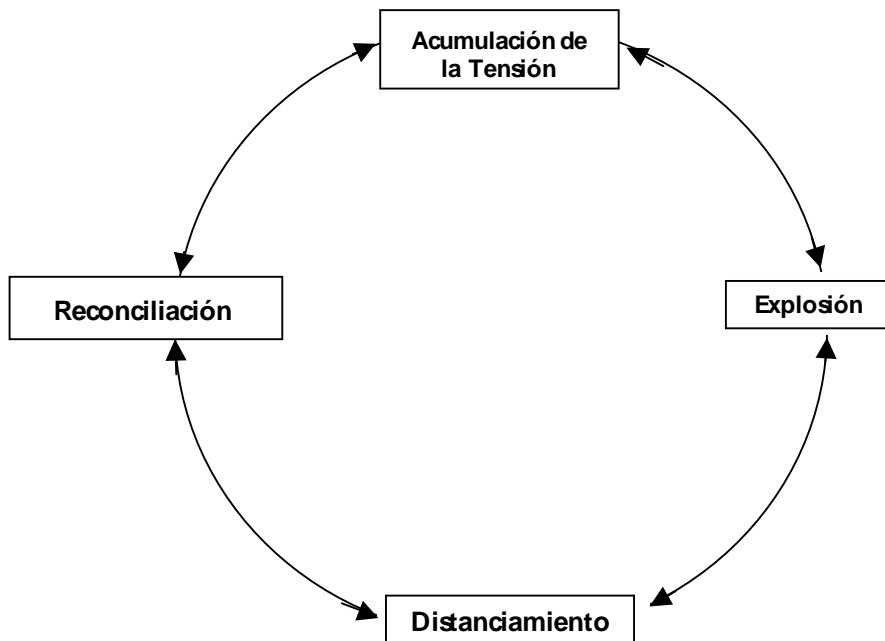 Acumulación de
la Tensión
Reconciliación
Explosión
Distanciamiento